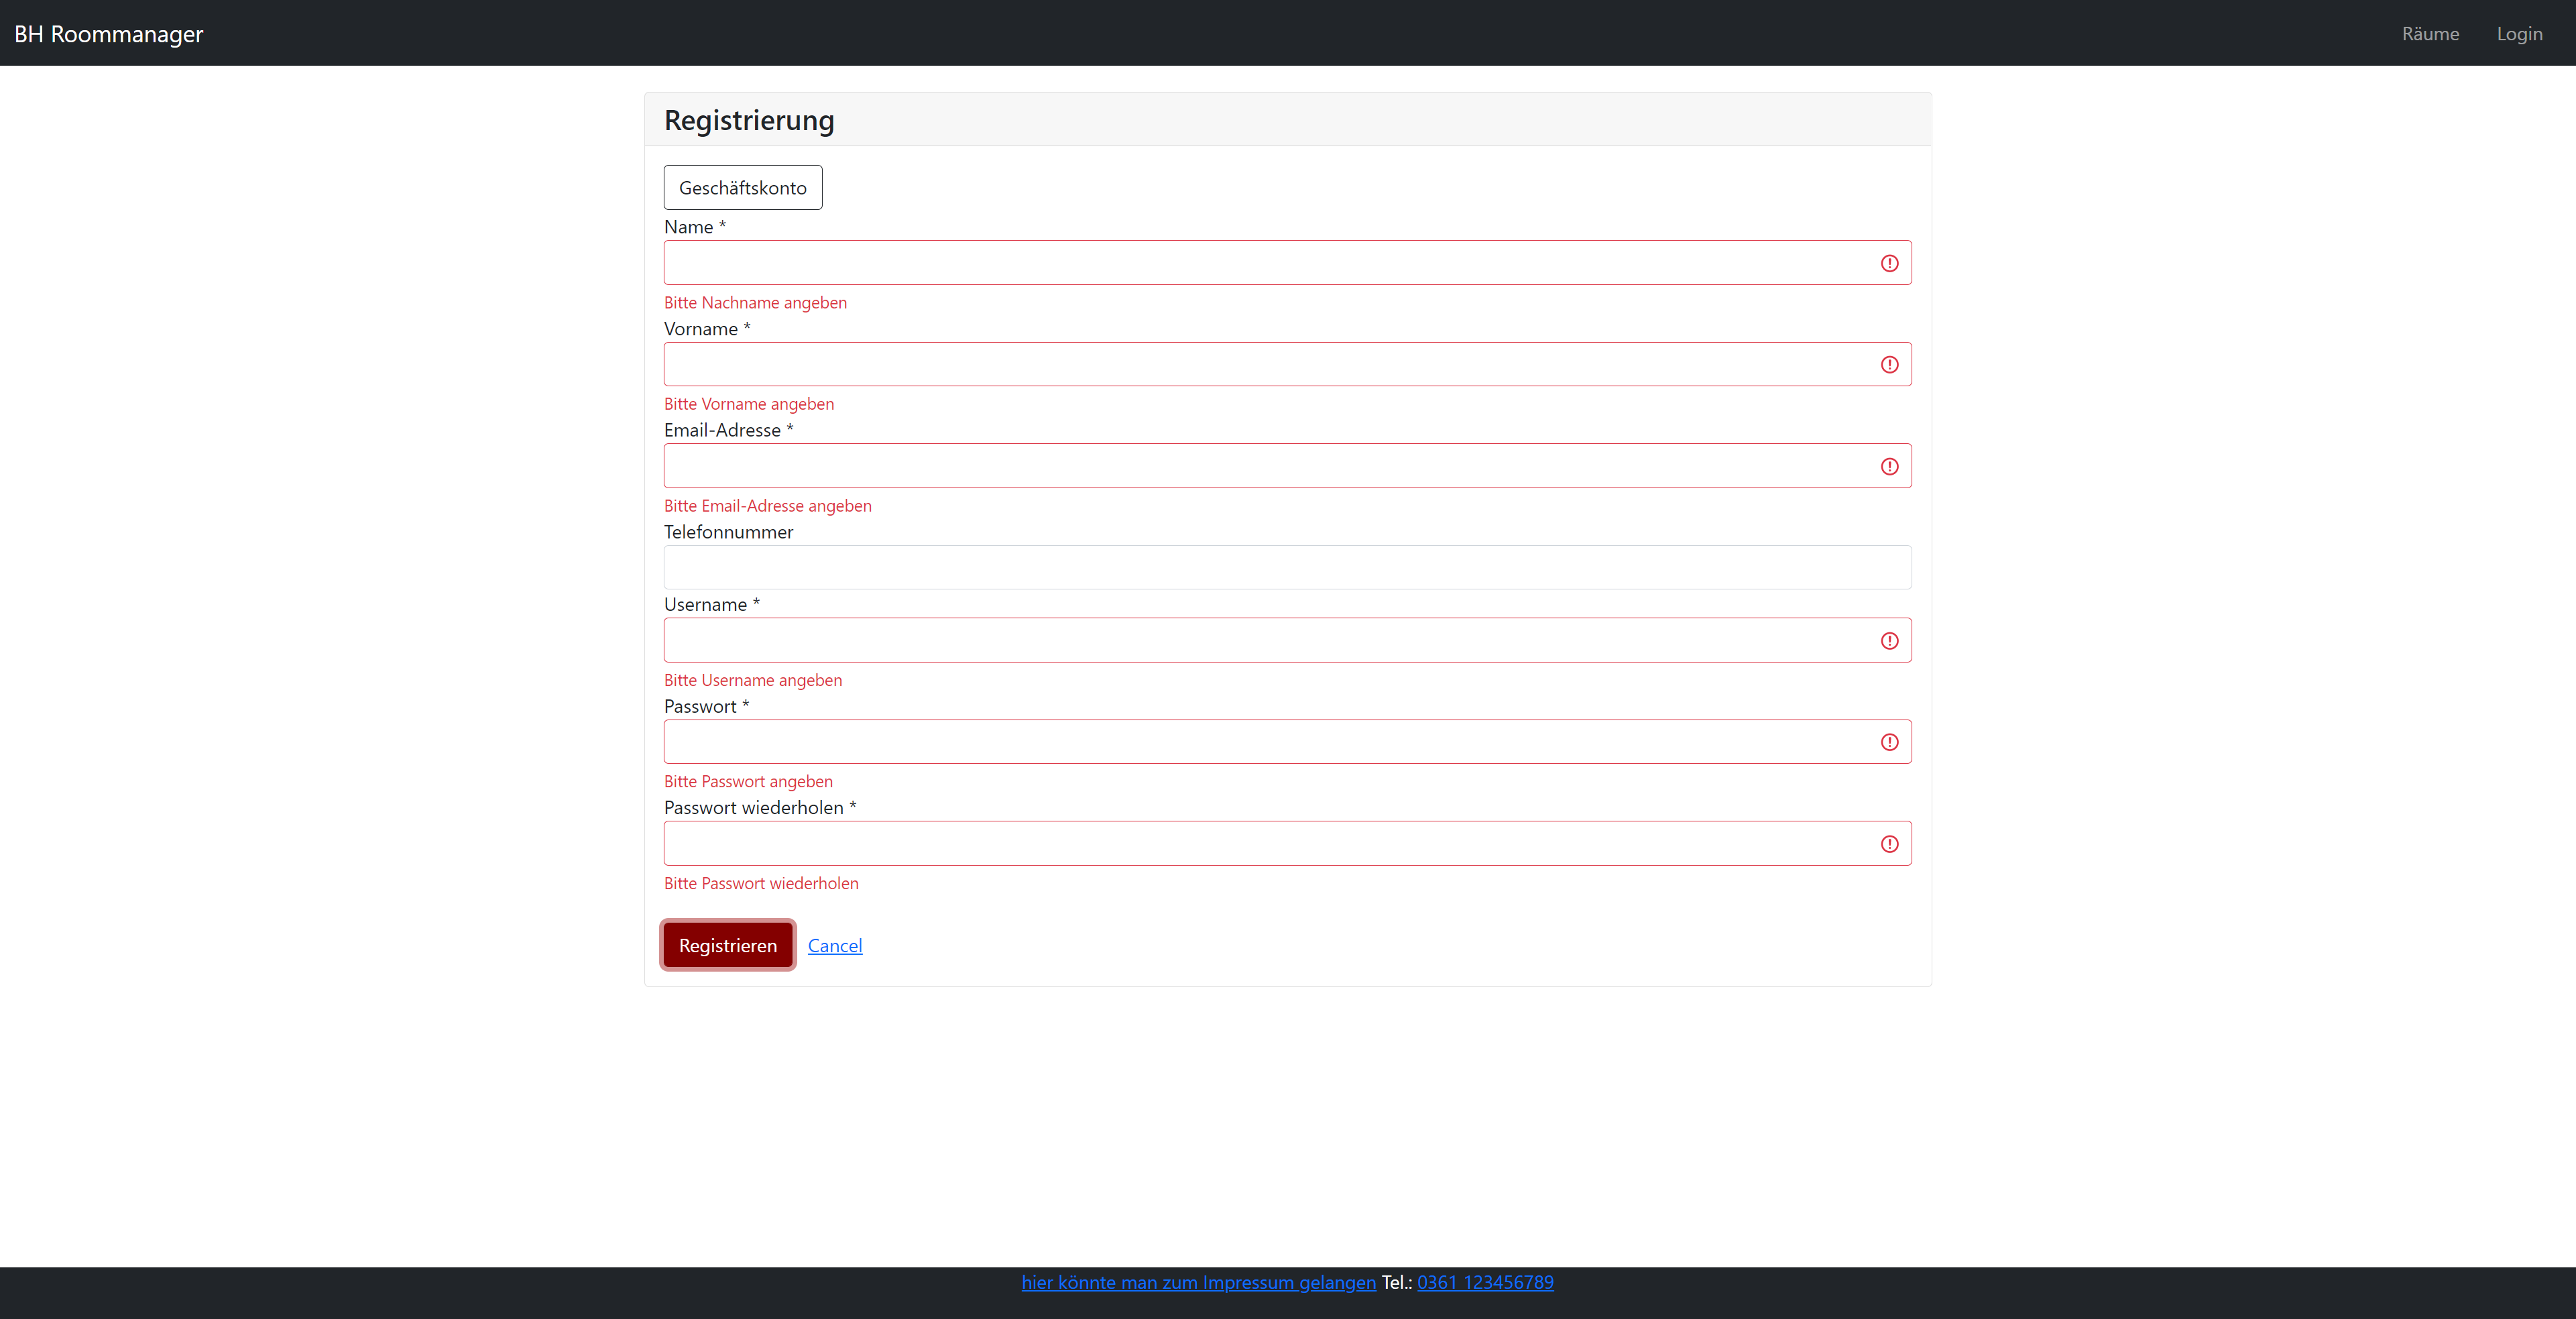 BH Roommanager Räume Login
Registrierung
Geschäftskonto
Name *
Bitte Nachname angeben
Vorname *
Bitte Vorname angeben
Email-Adresse *
Bitte Email-Adresse angeben
Telefonnummer
Username *
Bitte Username angeben
Passwort *
Bitte Passwort angeben
Passwort wiederholen *
Bitte Passwort wiederholen
Registrieren Cancel
hier könnte man zum Impressum gelangen Tel.: 0361 123456789